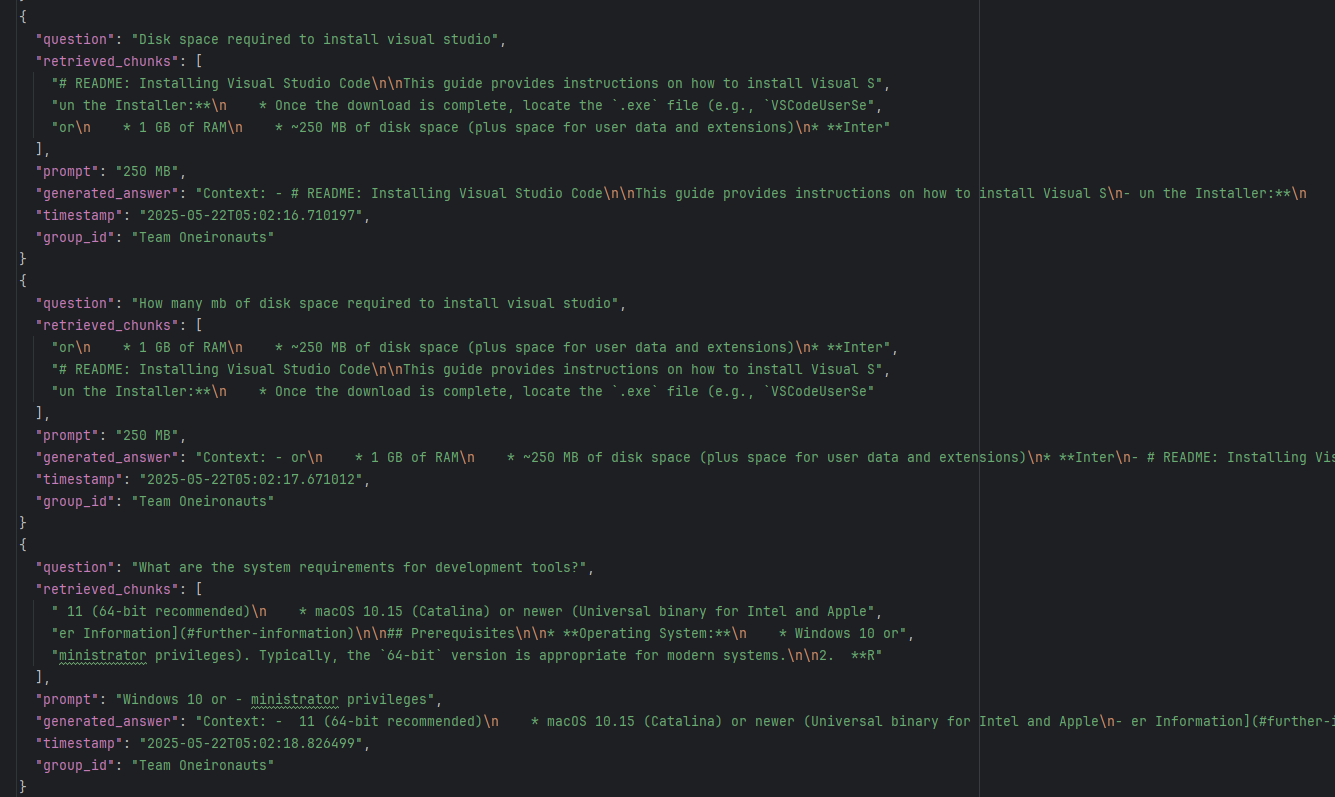 {
"question": "Disk space required to install visual studio",
"retrieved_chunks": [
"# README: Installing Visual Studio Code\n\nThis guide provides instructions on how to install Visual S",
"un the Installer:**\n    * Once the download is complete, locate the `.exe` file (e.g., `VSCodeUserSe",
"or\n    * 1 GB of RAM\n    * ~250 MB of disk space (plus space for user data and extensions)\n* **Inter"
],
"prompt": "250 MB",
"generated_answer": "Context: - # README: Installing Visual Studio Code\n\nThis guide provides instructions on how to install Visual S\n- un the Installer:**\n
"timestamp": "2025-05-22T05:02:16.710197",
"group_id": "Team Oneironauts"
}
{
"question": "How many mb of disk space required to install visual studio",
"retrieved_chunks": [
"or\n    * 1 GB of RAM\n    * ~250 MB of disk space (plus space for user data and extensions)\n* **Inter",
"# README: Installing Visual Studio Code\n\nThis guide provides instructions on how to install Visual S",
"un the Installer:**\n    * Once the download is complete, locate the `.exe` file (e.g., `VSCodeUserSe"
],
"prompt": "250 MB",
"generated_answer": "Context: - or\n    * 1 GB of RAM\n    * ~250 MB of disk space (plus space for user data and extensions)\n* **Inter\n- # README: Installing Vis
"timestamp": "2025-05-22T05:02:17.671012",
"group_id": "Team Oneironauts"
}
{
"question": "What are the system requirements for development tools?",
"retrieved_chunks": [
" 11 (64-bit recommended)\n    * macOS 10.15 (Catalina) or newer (Universal binary for Intel and Apple",
"er Information](#further-information)\n\n## Prerequisites\n\n* **Operating System:**\n    * Windows 10 or",
"ministrator privileges). Typically, the `64-bit` version is appropriate for modern systems.\n\n2.  **R"
],
"prompt": "Windows 10 or - ministrator privileges",
"generated_answer": "Context: -  11 (64-bit recommended)\n    * macOS 10.15 (Catalina) or newer (Universal binary for Intel and Apple\n- er Information](#further-i
"timestamp": "2025-05-22T05:02:18.826499",
"group_id": "Team Oneironauts"
}